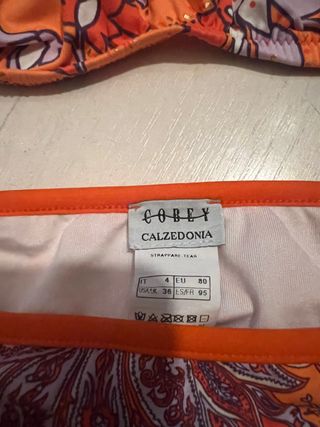 COBEY
CALZEDONIA
STRAPPARE-TEAR
IT 4 EU 80
USA/UK 36 ES/FR 95